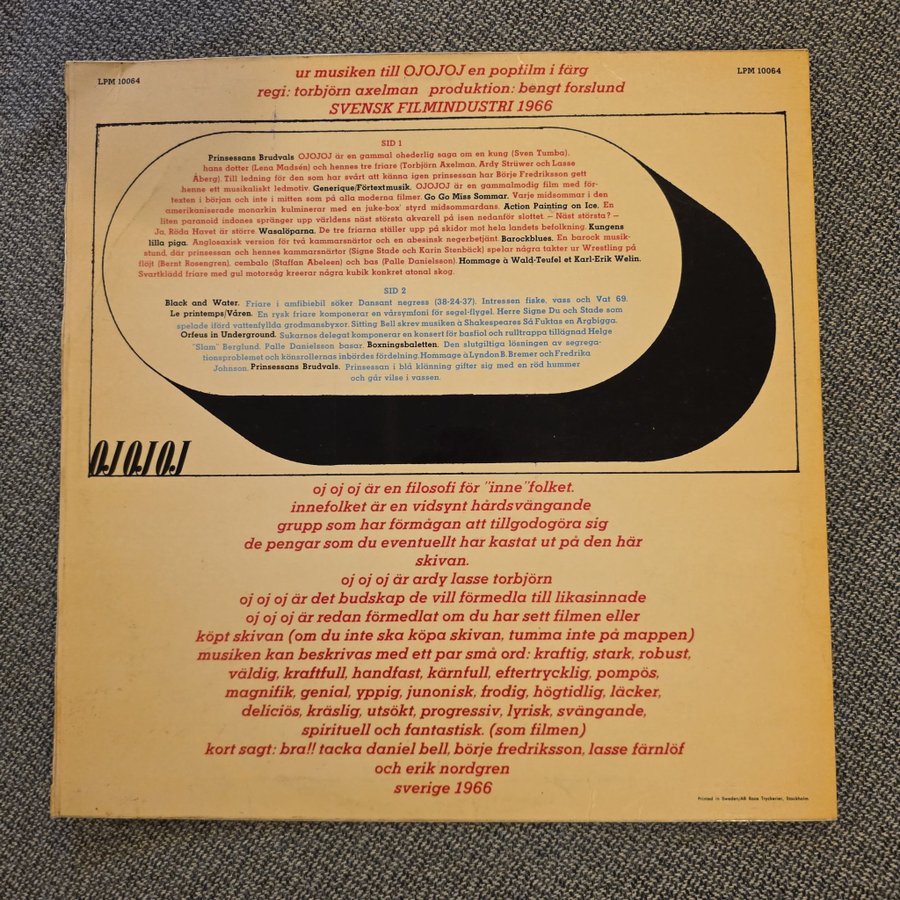 LPM 10064
LPM 10064
ur musiken till OJOJOJ en popfilm i färg
regi: torbjörn axelman produktion: bengt forslund
SVENSK FILMINDUSTRI 1966
SID 1
Prinsessans Brudvals OJOJOJ är en gammal ohederlig saga om en kung (Sven Tumba),
hans dotter (Lena Madsén) och hennes tre friare (Torbjörn Axelman, Ardy Strüwer och Lasse
Åberg). Till ledning för den som har svårt att känna igen prinsessan har Börje Fredriksson gett
henne ett musikaliskt ledmotiv. Generique/Förtextmusik. OJOJOJ är en gammalmodig film med för-
texten i början och inte i mitten som på alla moderna filmer. Go Go Miss Sommar. Varje midsommar i den
amerikaniserade monarkin kulminerar med en juke-box' styrd midsommardans. Action Painting on Ice. En
liten paranoid indones spränger upp världens näst största akvarell på isen nedanför slottet. — Näst största? —
Ja, Röda Havet är större. Wasalöparna. De tre friarna ställer upp på skidor mot hela landets befolkning. Kungens
lilla piga. Anglosaxisk version för två kammarsnärtor och en abesinsk negerbetjänt. Barockblues. En barock musik-
stund, där prinsessan och hennes kammarsnärtor (Signe Stade och Karin Stenbäck) spelar några takter ur Wrestling på
flöjt (Bernt Rosengren), cembalo (Staffan Abeleen) och bas (Palle Danielsson). Hommage à Wald-Teufel et Karl-Erik Welin.
Svartklädd friare med gul motorsåg kreerar några kubik konkret atonal skog.
SID 2
Black and Water. Friare i amfibiebil söker Dansant negress (38-24-37). Intressen fiske, vass och Vat 69.
Le printemps/Våren. En rysk friare komponerar en vårsymfoni för segel-flygel. Herre Signe Du och Stade som
spelade iförd vattenfyllda grodmansbyxor. Sitting Bell skrev musiken à Shakespeares Så Fuktas en Argbigga.
Orfeus in Underground. Sukarnos delegat komponerar en konsert för basfiol och rulltrappa tillägnad Helge
"Slam" Berglund. Palle Danielsson basar. Boxningsbaletten. Den slutgiltiga lösningen av segrega-
tionsproblemet och könsrollernas inbördes fördelning. Hommage à Lyndon B. Bremer och Fredrika
Johnson. Prinsessans Brudvals. Prinsessan i blå klänning gifter sig med en röd hummer
och går vilse i vassen.
OJ OJ OJ
oj oj oj är en filosofi för "inne"folket.
innefolket är en vidsynt hårdsvängande
grupp som har förmågan att tillgodogöra sig
de pengar som du eventuellt har kastat ut på den här
skivan.
oj oj oj är ardy lasse torbjörn
oj oj oj är det budskap de vill förmedla till likasinnade
oj oj oj är redan förmedlat om du har sett filmen eller
köpt skivan (om du inte ska köpa skivan, tumma inte på mappen)
musiken kan beskrivas med ett par små ord: kraftig, stark, robust,
väldig, kraftfull, handfast, kärnfull, eftertrycklig, pompös,
magnifik, genial, yppig, junonisk, frodig, högtidlig, läcker,
deliciös, kräslig, utsökt, progressiv, lyrisk, svängande,
spirituell och fantastisk. (som filmen)
kort sagt: bra!! tacka daniel bell, börje fredriksson, lasse färnlöf
och erik nordgren
sverige 1966
Printed in Sweden/AB Roos Tryckerier, Stockholm.